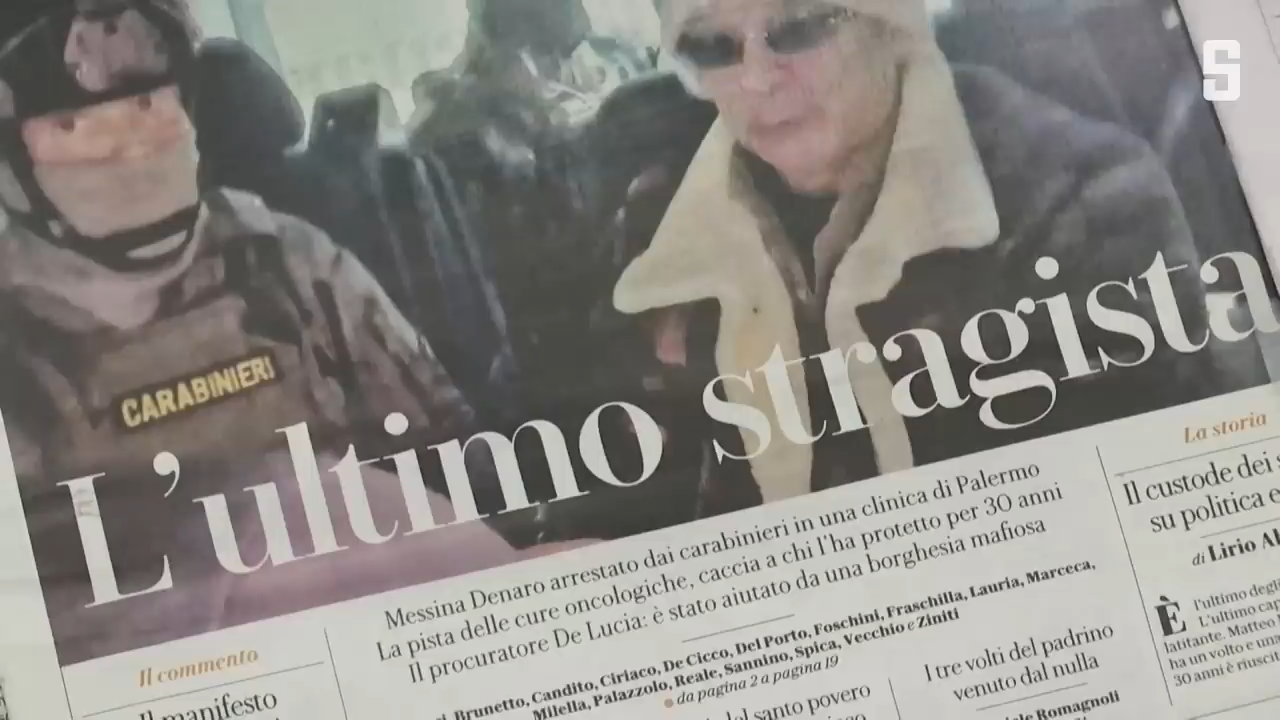 S
CARABINIERI
L'ultimo stragista
Messina Denaro arrestato dai carabinieri in una clinica di Palermo
La pista delle cure oncologiche, caccia a chi l'ha protetto per 30 anni
Il procuratore De Lucia: è stato aiutato da una borghesia mafiosa
Brunetto, Candito, Ciriaco, De Cicco, Del Porto, Foschini, Fraschilla, Lauria, Marceca,
Milella, Palazzolo, Reale, Sannino, Spica, Vecchio e Ziniti
● da pagina 2 a pagina 19
Il commento
Il manifesto
del santo povero
I tre volti del padrino
venuto dal nulla
Romagnoli
La storia
Il custode dei
su politica e
di Lirio
È l'ultimo degli
L'ultimo
latitante. Matteo
ha un volto e
30 anni è